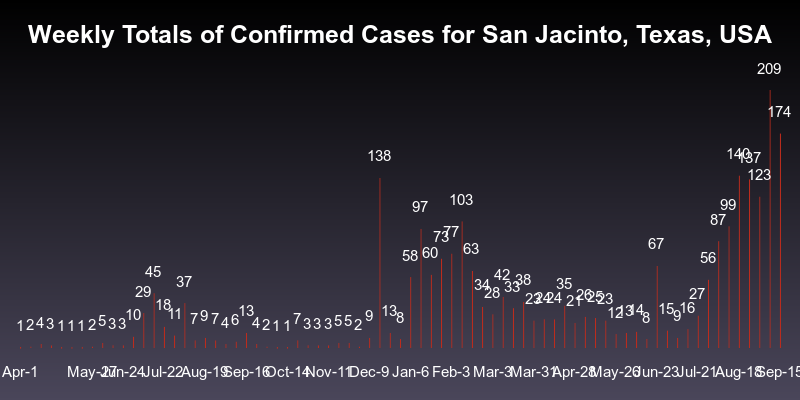 Weekly Totals of Confirmed Cases for San Jacinto, Texas, USA
1 2 4 3 1 1 1 2 5 3 3 10 29 45 18 11 37 7 9 7 4 6 13 4 2 1 1 7 3 3 3 5 5 2 9 138 13 8 58 97 60 73 77 103 63 34 28 42 33 38 23 24 24 35 21 26 25 23 12 13 14 8 67 15 9 16 27 56 87 99 140 137 123 209 174
Apr-1 May-27 Jun-24 Jul-22 Aug-19 Sep-16 Oct-14 Nov-11 Dec-9 Jan-6 Feb-3 Mar-3 Mar-31 Apr-28 May-26 Jun-23 Jul-21 Aug-18 Sep-15